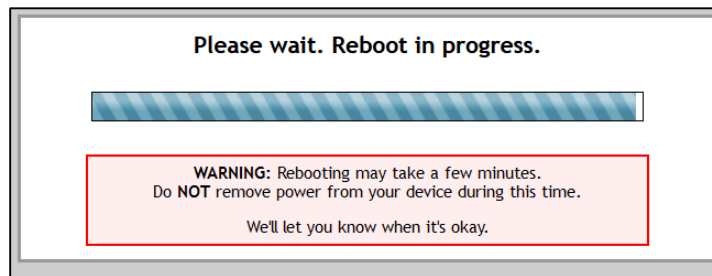 Please wait. Reboot in progress.
WARNING: Rebooting may take a few minutes.
Do NOT remove power from your device during this time.
We'll let you know when it's okay.